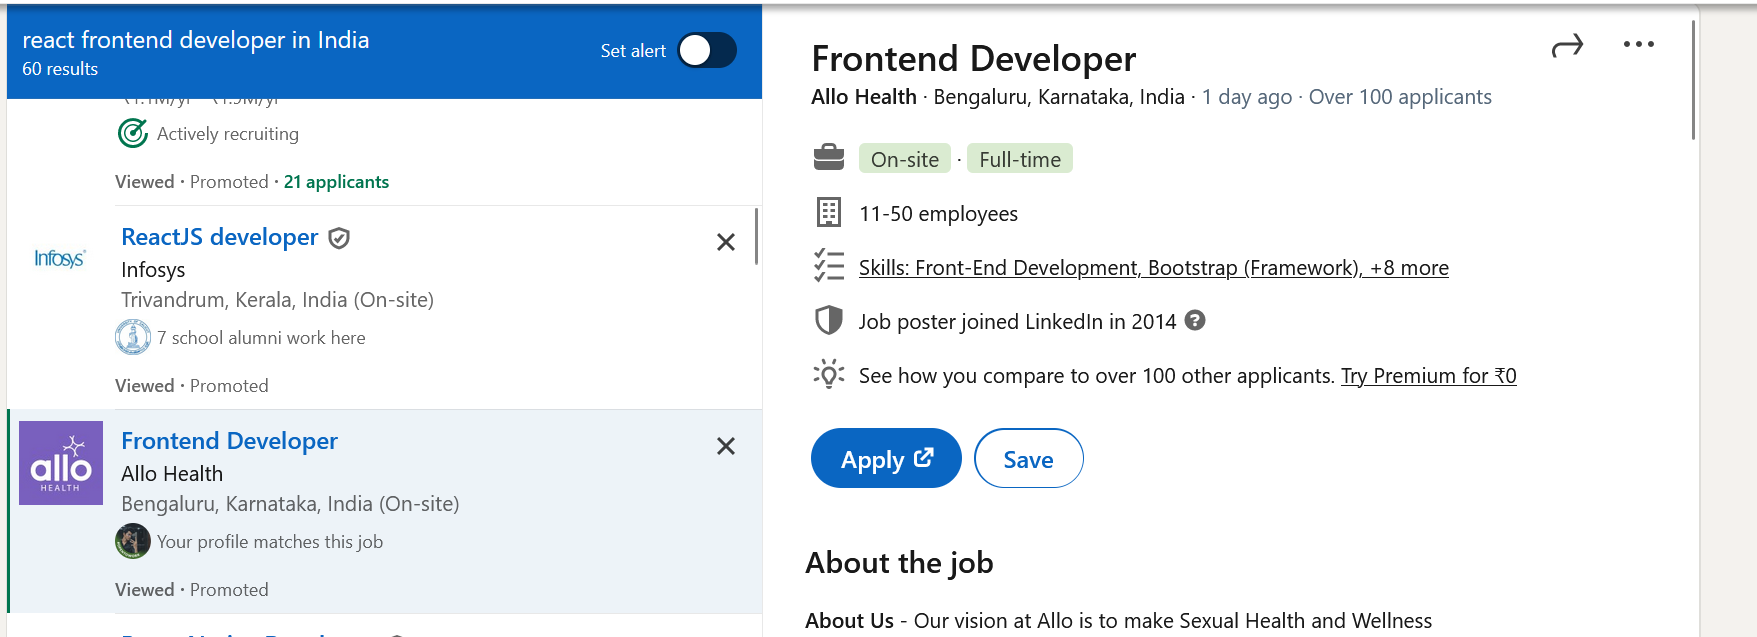 react frontend developer in India
60 results
Set alert
Actively recruiting
Viewed · Promoted · 21 applicants
Infosys
ReactJS developer
Infosys
Trivandrum, Kerala, India (On-site)
7 school alumni work here
Viewed · Promoted
allo
HEALTH
Frontend Developer
Allo Health
Bengaluru, Karnataka, India (On-site)
Your profile matches this job
Viewed · Promoted
Frontend Developer
Allo Health · Bengaluru, Karnataka, India · 1 day ago · Over 100 applicants
On-site · Full-time
11-50 employees
Skills: Front-End Development, Bootstrap (Framework), +8 more
Job poster joined LinkedIn in 2014
See how you compare to over 100 other applicants. Try Premium for ₹0
Apply
Save
About the job
About Us - Our vision at Allo is to make Sexual Health and Wellness